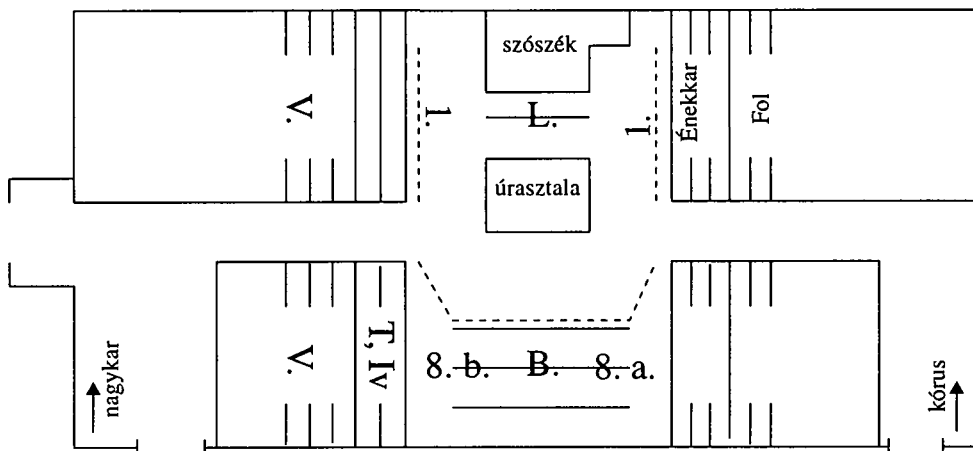 szószék
V.
1.
L.
1.
Énekkar
Fol
úrasztala
V.
T, Iv
8. b.
B.
8. a.
nagykar
kórus